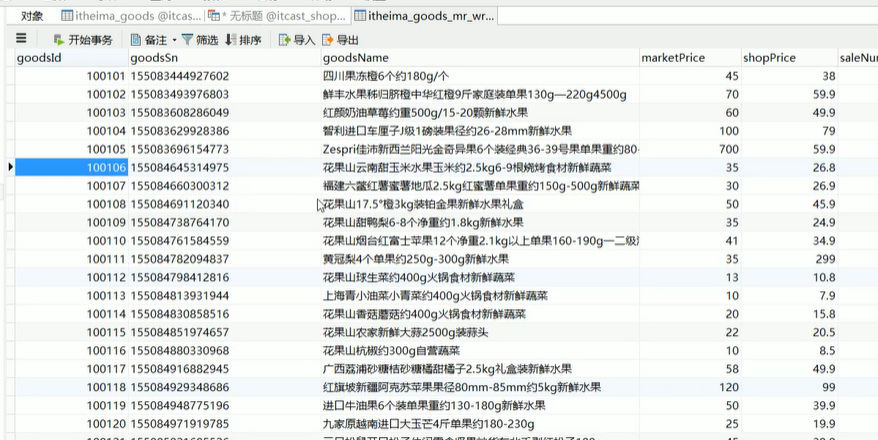 对象 itheima_goods @itcas... * 无标题 @itcast_shop... itheima_goods_mr_wr...
开始事务 备注 筛选 排序 导入 导出
goodsId goodsSn goodsName marketPrice shopPrice saleNum
100101 155083444927602 四川果冻橙6个约180g/个 45 38
100102 155083493976803 鲜丰水果秭归脐橙中华红橙9斤家庭装单果130g—220g4500g 70 59.9
100103 155083608286049 红颜奶油草莓约重500g/15-20颗新鲜水果 60 49.9
100104 155083629928386 智利进口车厘子J级1磅装果径约26-28mm新鲜水果 100 79
100105 155083696154773 Zespri佳沛新西兰阳光金奇异果6个装经典36-39号果单果重约80- 700 59.9
100106 155084645314975 花果山云南甜玉米水果玉米约2.5kg6-9根烧烤食材新鲜蔬菜 35 26.8
100107 155084660300312 福建六鳌红薯蜜薯地瓜2.5kg红蜜薯单果重约150g-500g新鲜蔬菜 30 26.9
100108 155084691120340 花果山17.5°橙3kg装铂金果新鲜水果礼盒 50 45.9
100109 155084738764170 花果山甜鸭梨6-8个净重约1.8kg新鲜水果 35 24.9
100110 155084761584559 花果山烟台红富士苹果12个净重2.1kg以上单果160-190g一二级 41 34.9
100111 155084782094837 黄冠梨4个单果约250g-300g新鲜水果 35 299
100112 155084798412816 花果山球生菜约400g火锅食材新鲜蔬菜 13 10.8
100113 155084813931944 上海青小油菜小青菜约400g火锅食材新鲜蔬菜 10 7.9
100114 155084830858516 花果山香菇蘑菇约400g火锅食材新鲜蔬菜 20 15.8
100115 155084851974657 花果山农家新鲜大蒜2500g装蒜头 22 20.5
100116 155084880330968 花果山杭椒约300g自营蔬菜 10 8.5
100117 155084916882945 广西荔浦砂糖桔砂糖橘甜橘子2.5kg礼盒装新鲜水果 58 49.9
100118 155084929348686 红旗坡新疆阿克苏苹果果径80mm-85mm约5kg新鲜水果 120 99
100119 155084948775196 进口牛油果6个装单果重约130-180g新鲜水果 50 39.9
100120 155084971919785 九家原越南进口大玉芒4斤单果约180-230g 25 19.9